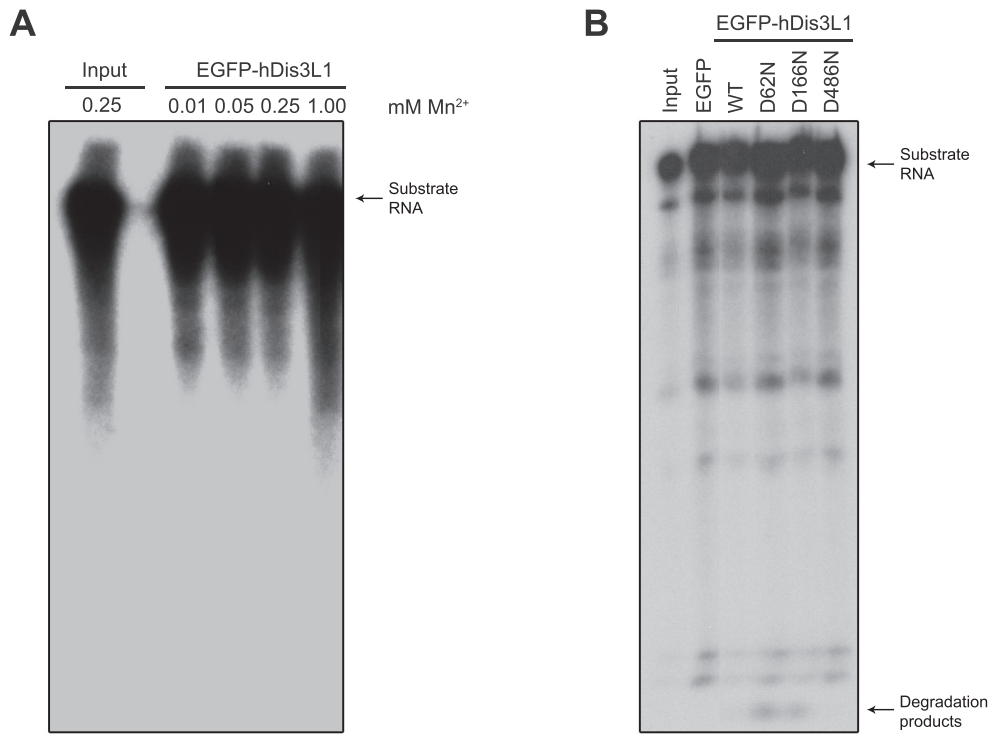 A
Input
EGFP-hDis3L1
0.25
0.01 0.05 0.25 1.00
mM Mn²⁺
Substrate
RNA
B
EGFP-hDis3L1
Input
EGFP
WT
D62N
D166N
D486N
Substrate
RNA
Degradation
products